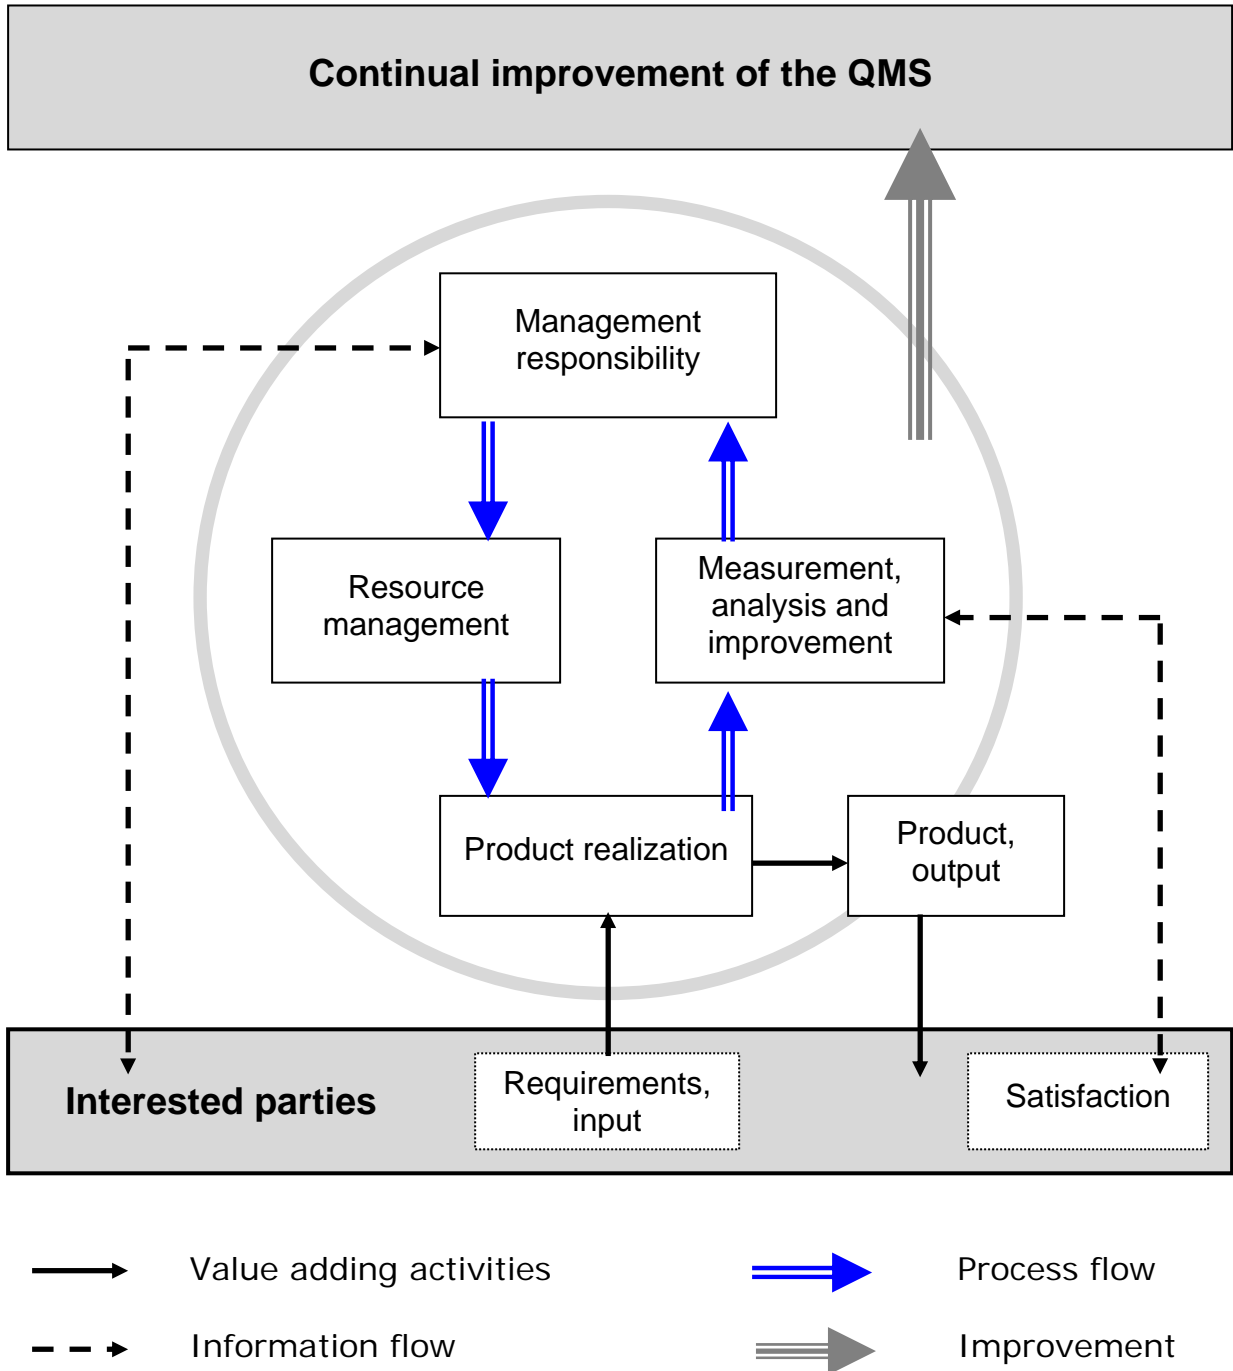 Continual improvement of the QMS
Management
responsibility
Resource
management
Measurement,
analysis and
improvement
Product realization
Product,
output
Interested parties
Requirements,
input
Satisfaction
Value adding activities
Process flow
Information flow
Improvement